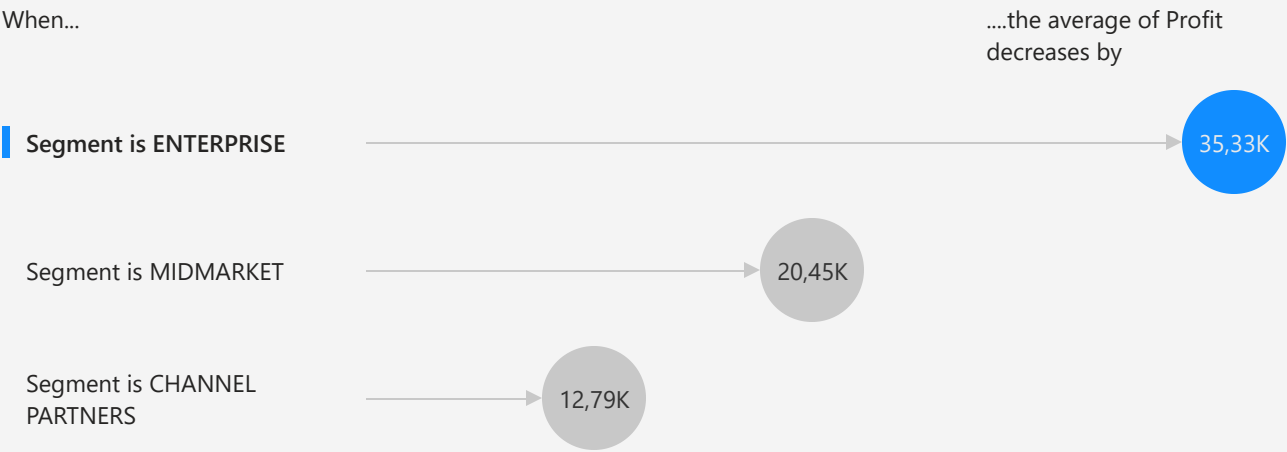 When...
....the average of Profit
decreases by
Segment is ENTERPRISE
35,33K
Segment is MIDMARKET
20,45K
Segment is CHANNEL
PARTNERS
12,79K